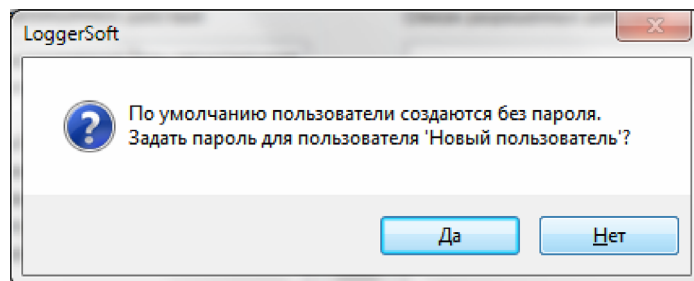 LoggerSoft
По умолчанию пользователи создаются без пароля.
Задать пароль для пользователя 'Новый пользователь'?
Да
Нет